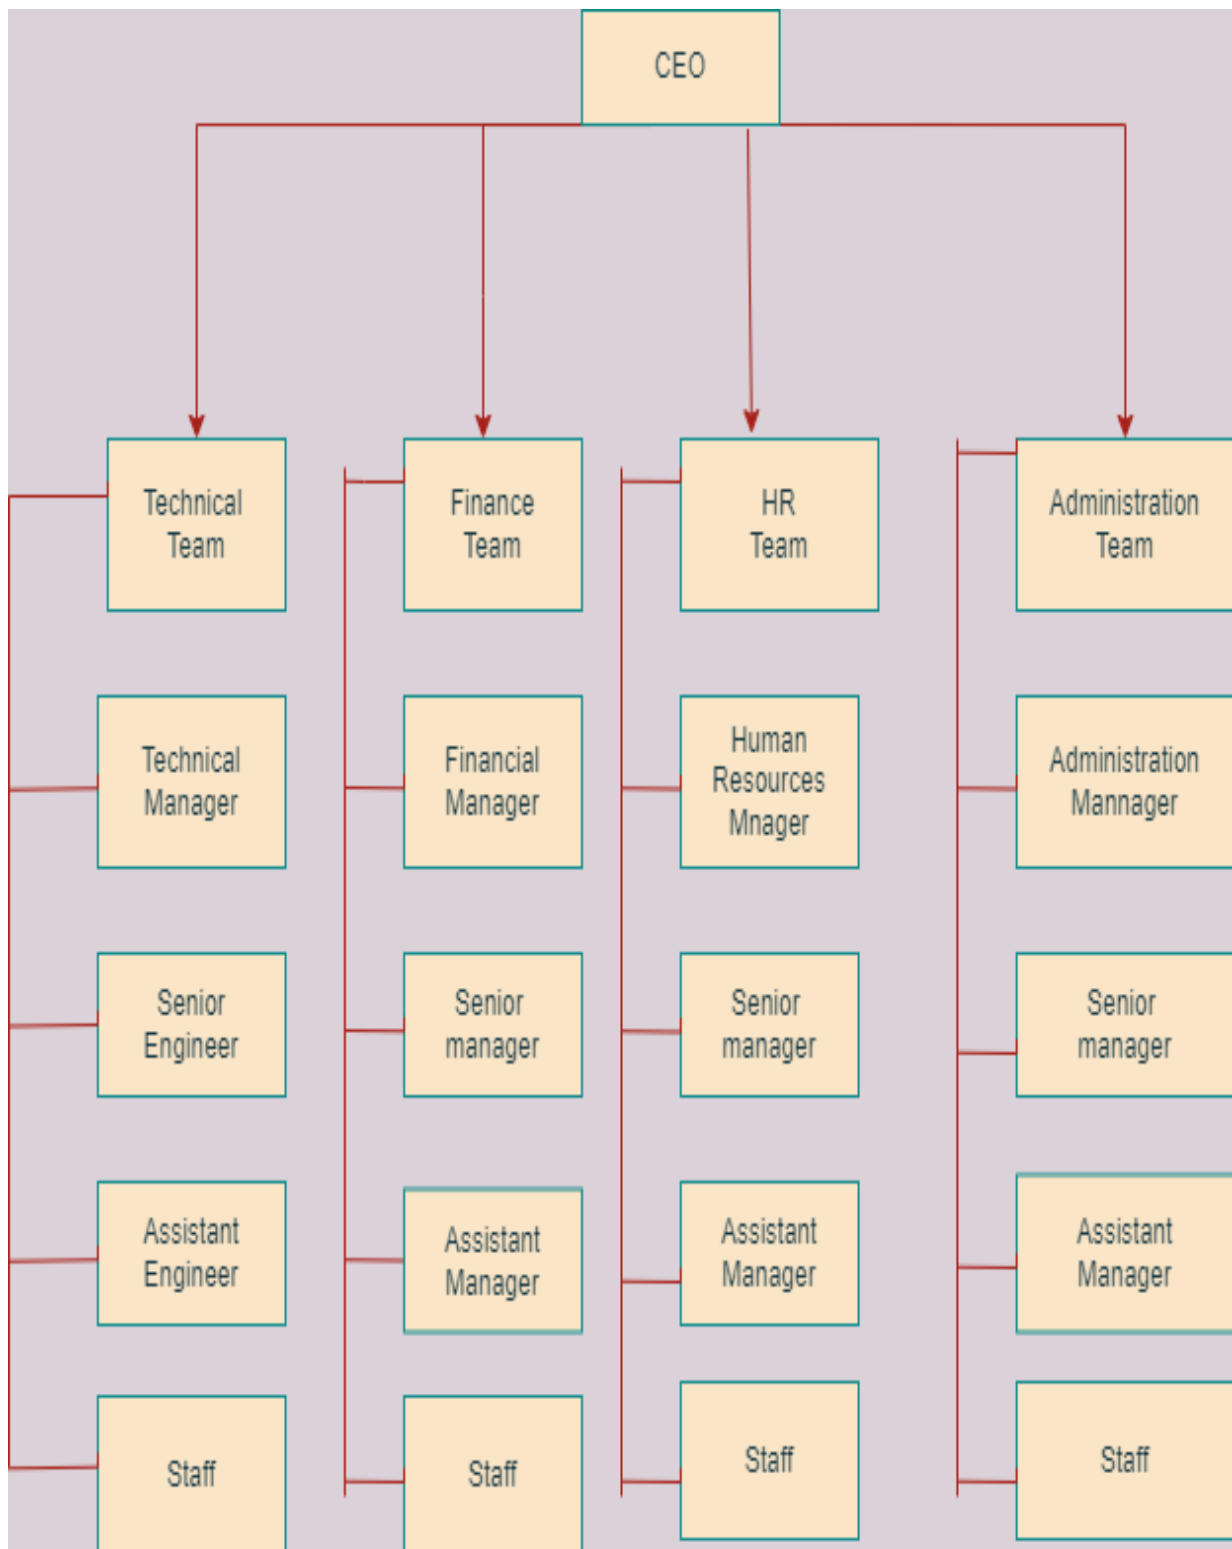 CEO
Technical
Team
Finance
Team
HR
Team
Administration
Team
Technical
Manager
Financial
Manager
Human
Resources
Mnager
Administration
Mannager
Senior
Engineer
Senior
manager
Senior
manager
Senior
manager
Assistant
Engineer
Assistant
Manager
Assistant
Manager
Assistant
Manager
Staff
Staff
Staff
Staff